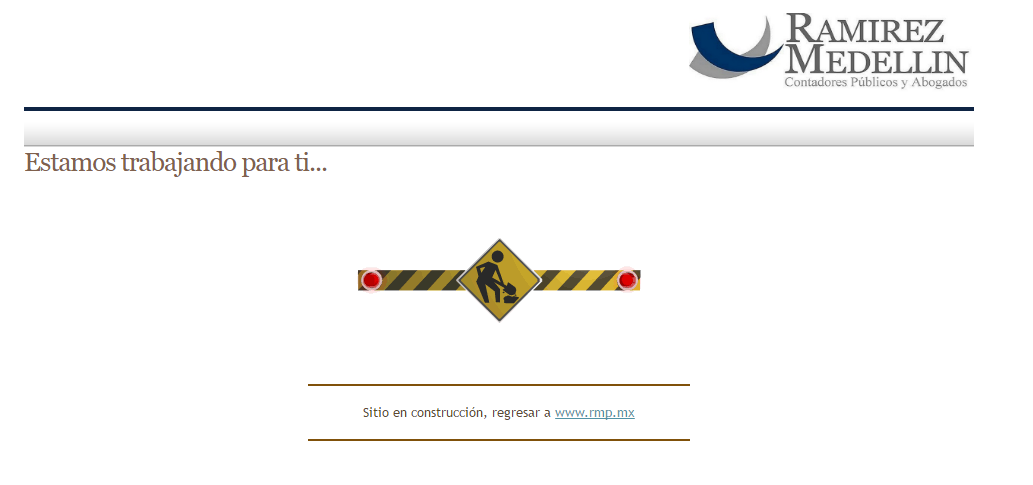 RAMIREZ
MEDELLIN
Contadores Públicos y Abogados
Estamos trabajando para ti...
Sitio en construcción, regresar a www.rmp.mx